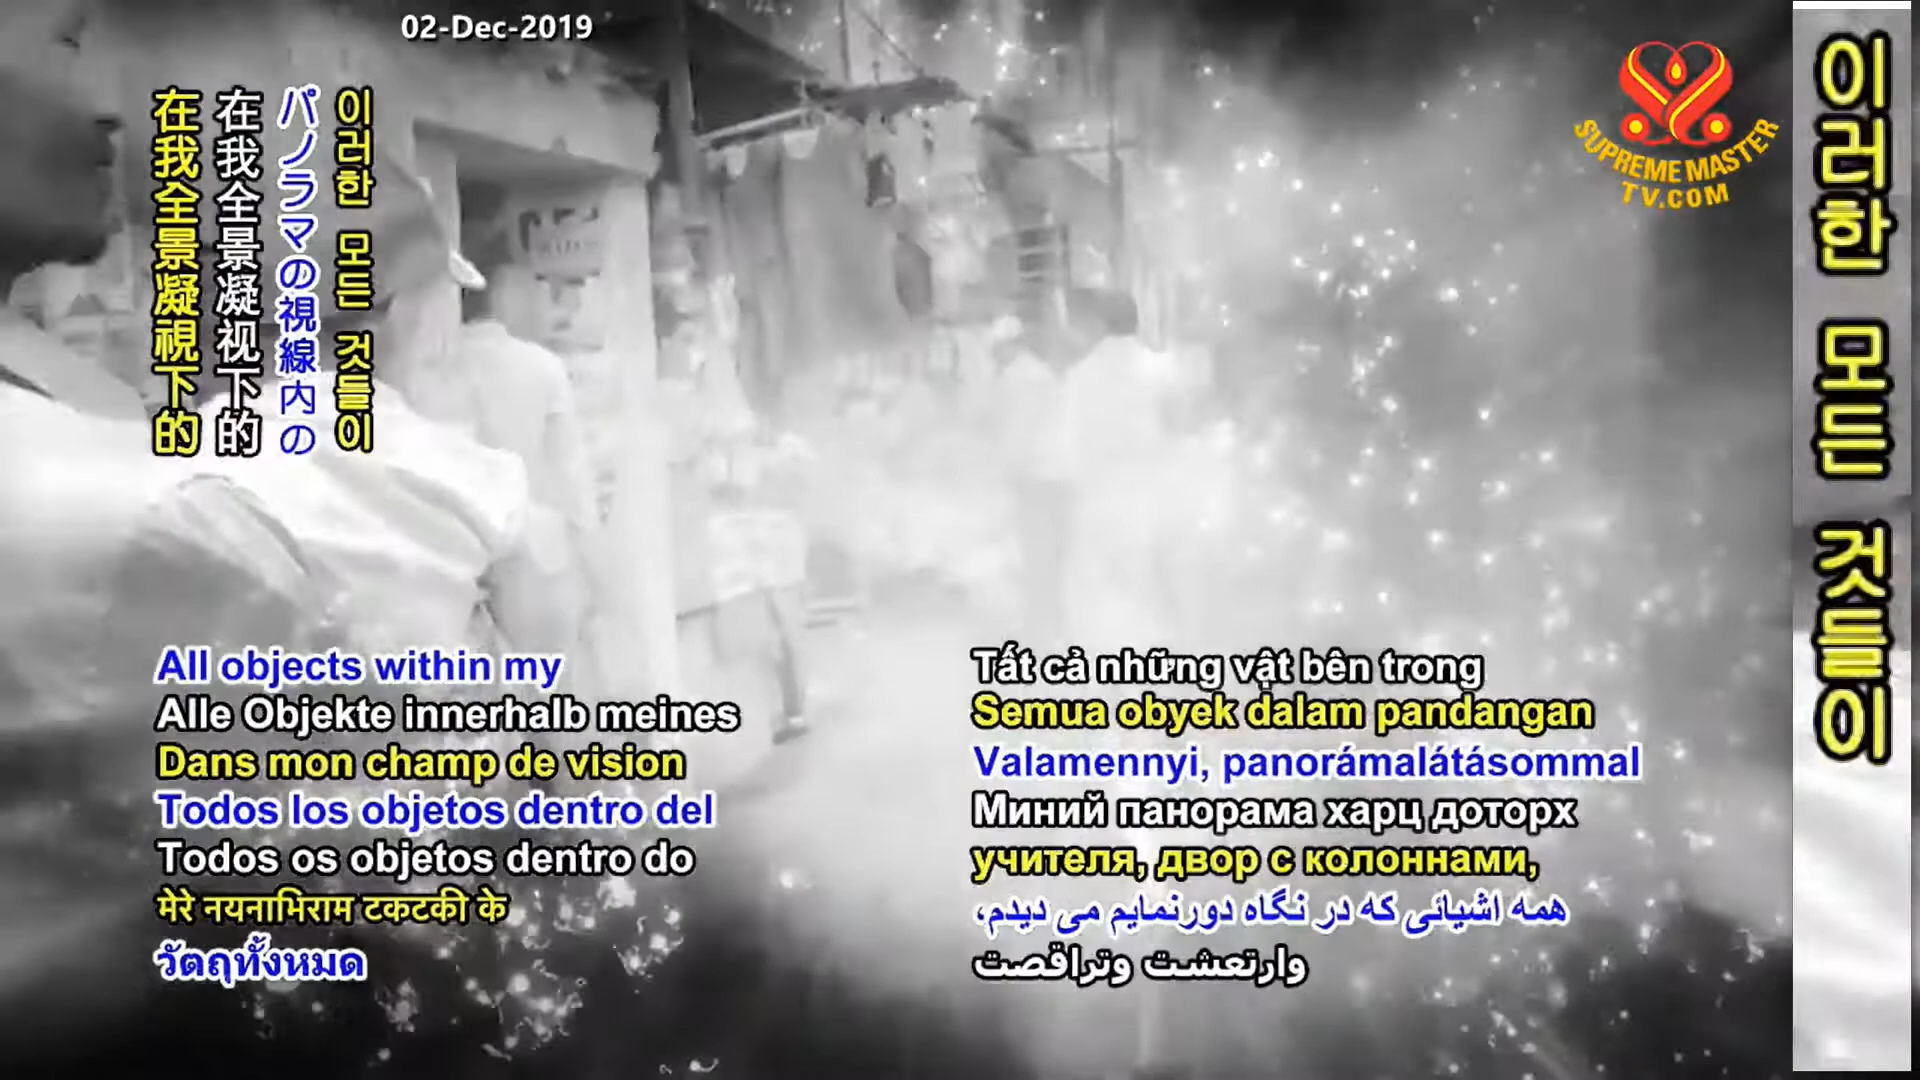 02-Dec-2019
SUPREME MASTER
TV.COM
이러한 모든 것들이
이러한 모든 것들이
パノラマの視線内の
在我全景凝视下的
在我全景凝視下的
All objects within my
Alle Objekte innerhalb meines
Dans mon champ de vision
Todos los objetos dentro del
Todos os objetos dentro do
मेरे नयनाभिराम टकटकी के
วัตถุทั้งหมด
Tất cả những vật bên trong
Semua obyek dalam pandangan
Valamennyi, panorámalátásommal
Миний панорама харц доторх
учителя, двор с колоннами,
همه اشیائی که در نگاه دورنمایم می دیدم،
وارتعشت وتراقصت